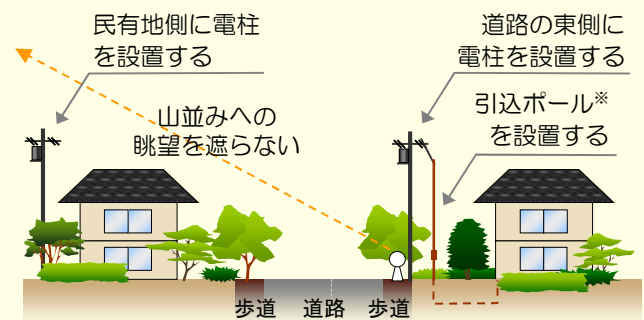 民有地側に電柱
を設置する
山並みへの
眺望を遮らない
道路の東側に
電柱を設置する
引込ポール※
を設置する
歩道 道路 歩道